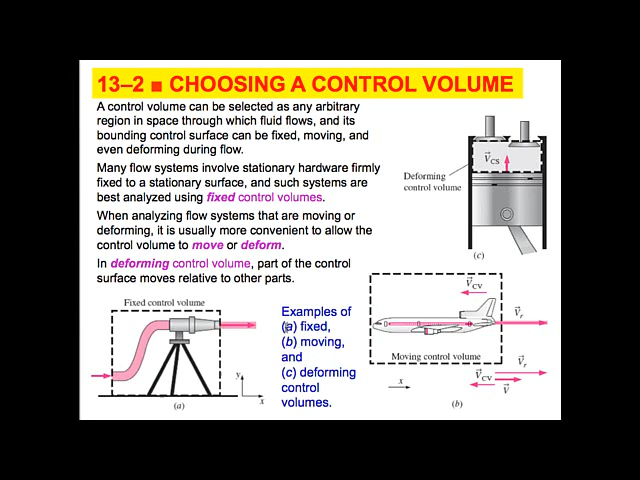 13–2 ■ CHOOSING A CONTROL VOLUME
A control volume can be selected as any arbitrary
region in space through which fluid flows, and its
bounding control surface can be fixed, moving, and
even deforming during flow.
Many flow systems involve stationary hardware firmly
fixed to a stationary surface, and such systems are
best analyzed using fixed control volumes.
When analyzing flow systems that are moving or
deforming, it is usually more convenient to allow the
control volume to move or deform.
In deforming control volume, part of the control
surface moves relative to other parts.
V⃗CS
Deforming
control volume
(c)
Fixed control volume
y
x
(a)
Examples of
(a) fixed,
(b) moving,
and
(c) deforming
control
volumes.
V⃗CV
V⃗r
Moving control volume
x
V⃗r
V⃗CV
V⃗
(b)